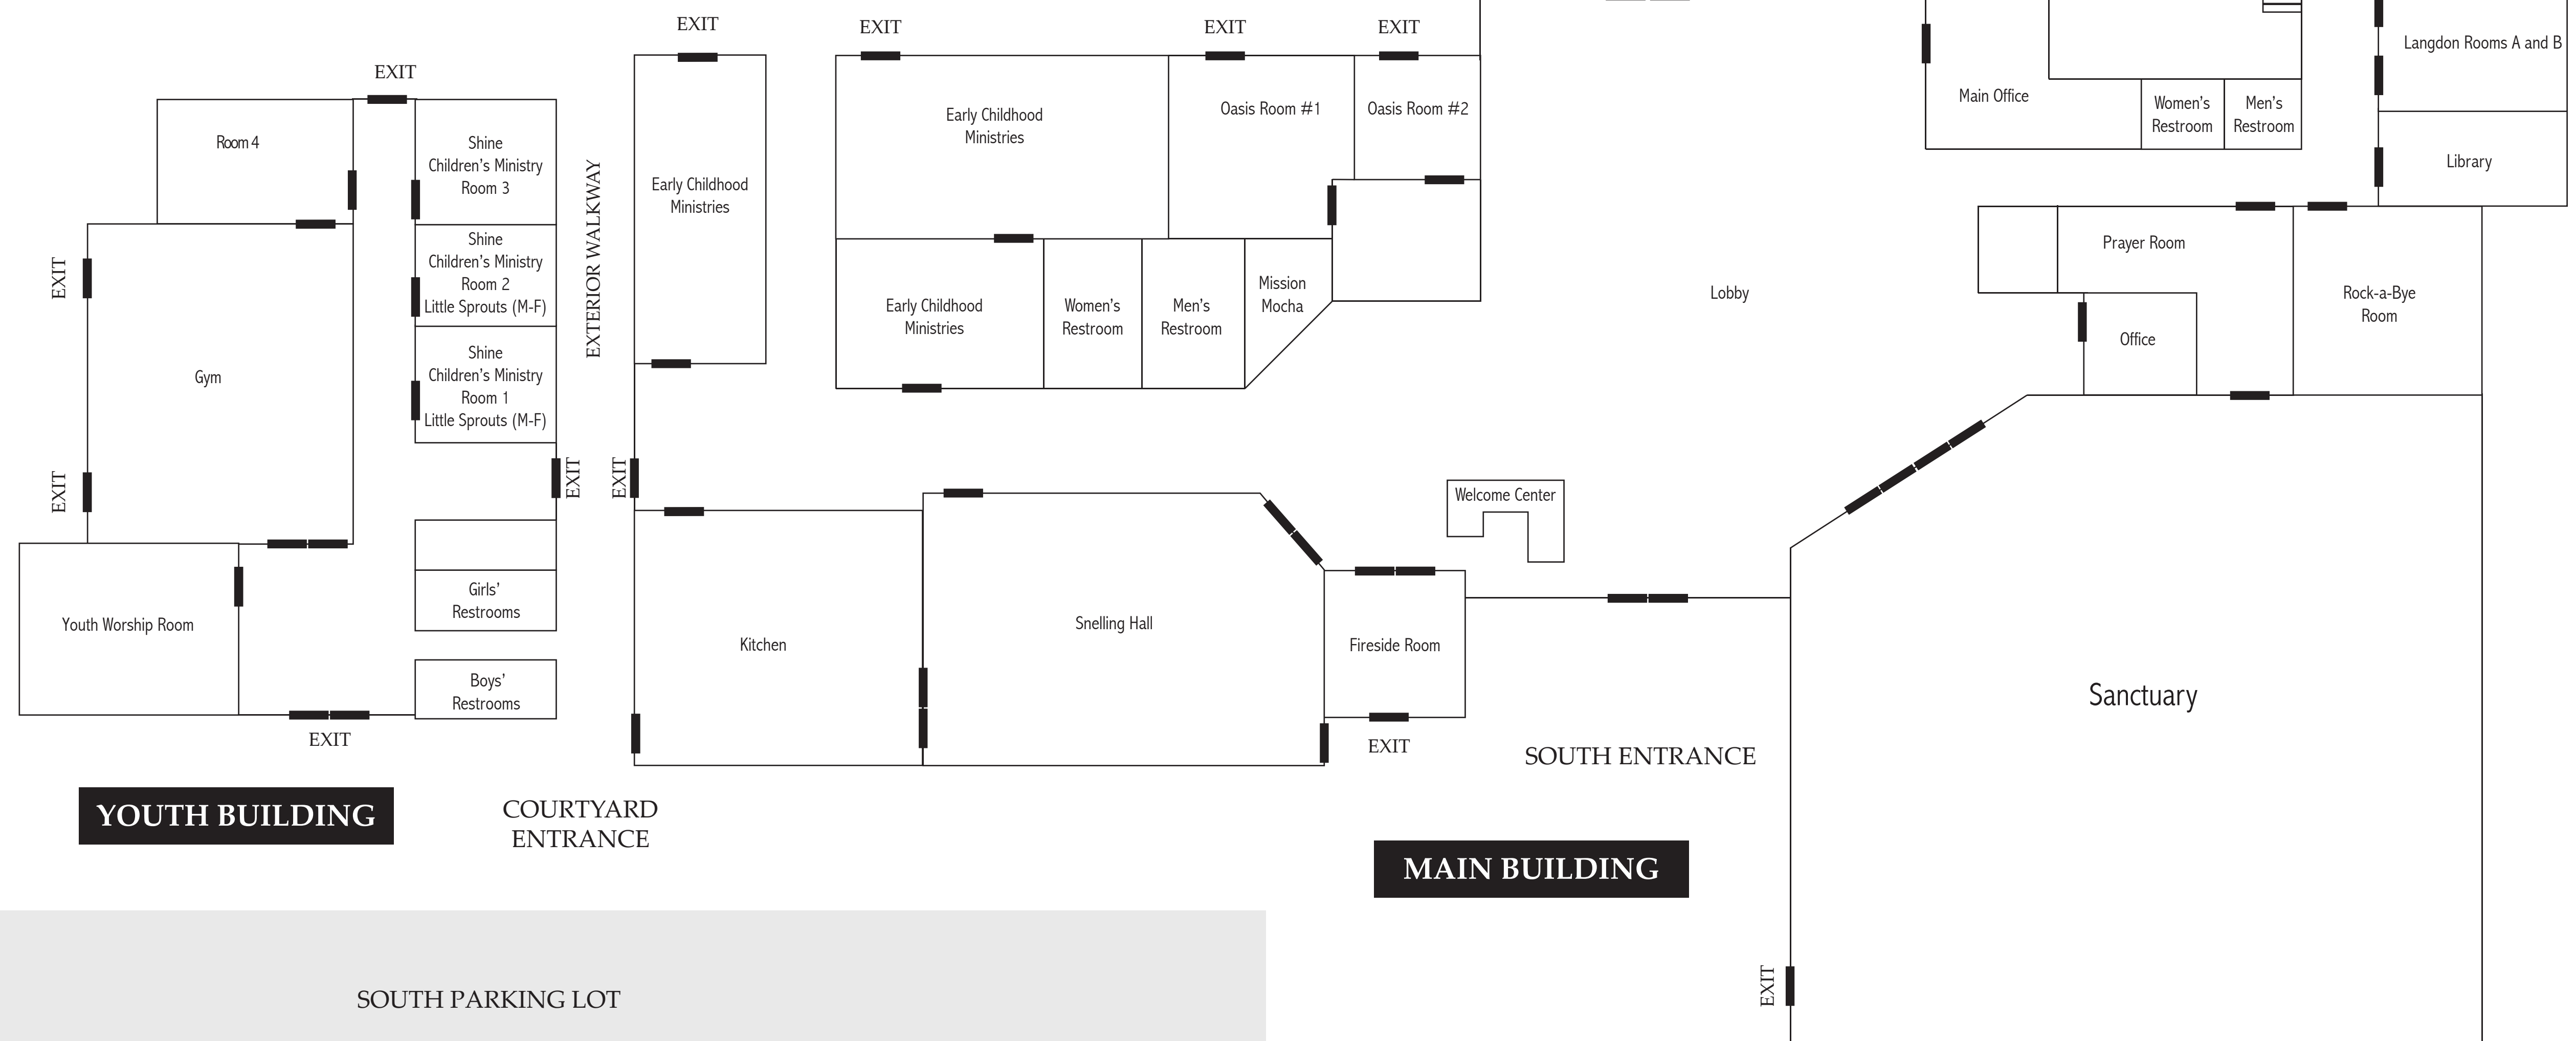 EXIT
EXIT
EXIT
EXIT
EXIT
Room 4
Shine
Children's Ministry
Room 3
Shine
Children's Ministry
Room 2
Little Sprouts (M-F)
Shine
Children's Ministry
Room 1
Little Sprouts (M-F)
EXIT
Gym
EXIT
EXIT
Youth Worship Room
Girls'
Restrooms
Boys'
Restrooms
EXIT
YOUTH BUILDING
EXTERIOR WALKWAY
EXIT
Early Childhood
Ministries
Early Childhood
Ministries
Oasis Room #1
Oasis Room #2
Early Childhood
Ministries
Women's
Restroom
Men's
Restroom
Mission
Mocha
Kitchen
Snelling Hall
Fireside Room
EXIT
COURTYARD
ENTRANCE
Welcome Center
Lobby
SOUTH ENTRANCE
MAIN BUILDING
Main Office
Women's
Restroom
Men's
Restroom
Langdon Rooms A and B
Library
Prayer Room
Office
Rock-a-Bye
Room
Sanctuary
EXIT
SOUTH PARKING LOT